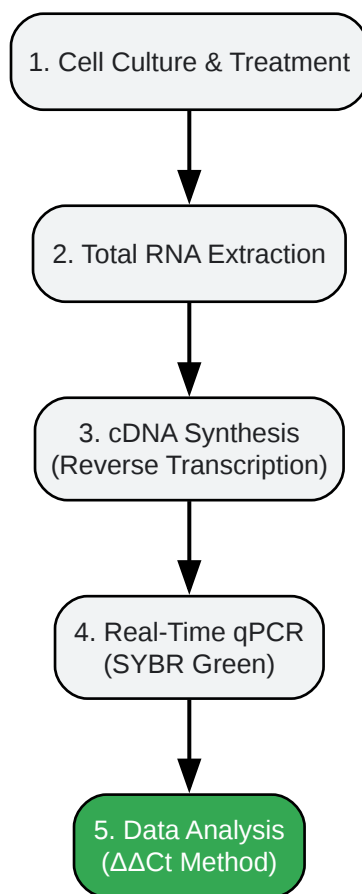 1. Cell Culture & Treatment
2. Total RNA Extraction
3. cDNA Synthesis
(Reverse Transcription)
4. Real-Time qPCR
(SYBR Green)
5. Data Analysis
(ΔΔCt Method)